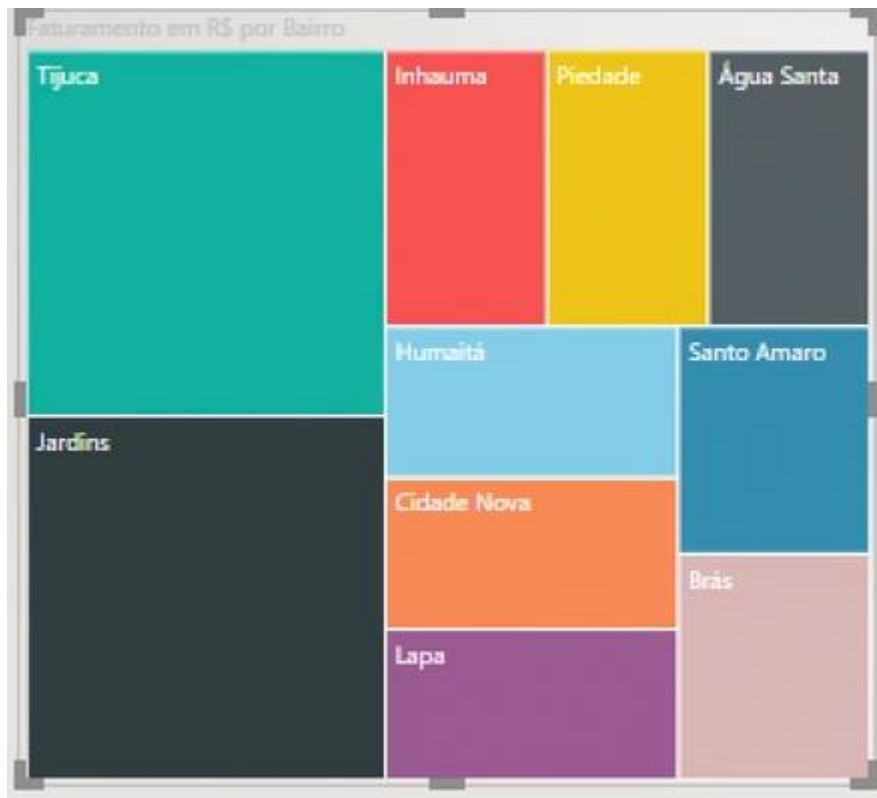 Faturamento em R$ por Bairro
Tijuca
Inhauma
Piedade
Água Santa
Humaitá
Santo Amaro
Jardins
Cidade Nova
Brás
Lapa